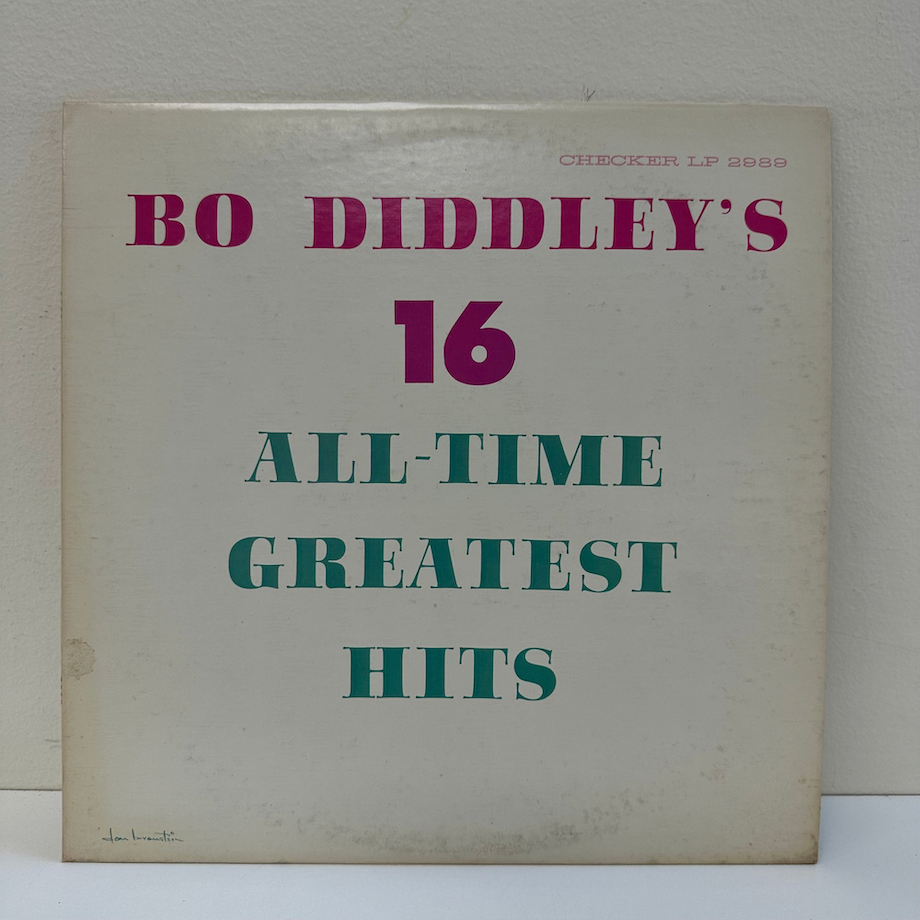 CHECKER LP 2989
BO DIDDLEY'S
16
ALL-TIME
GREATEST
HITS